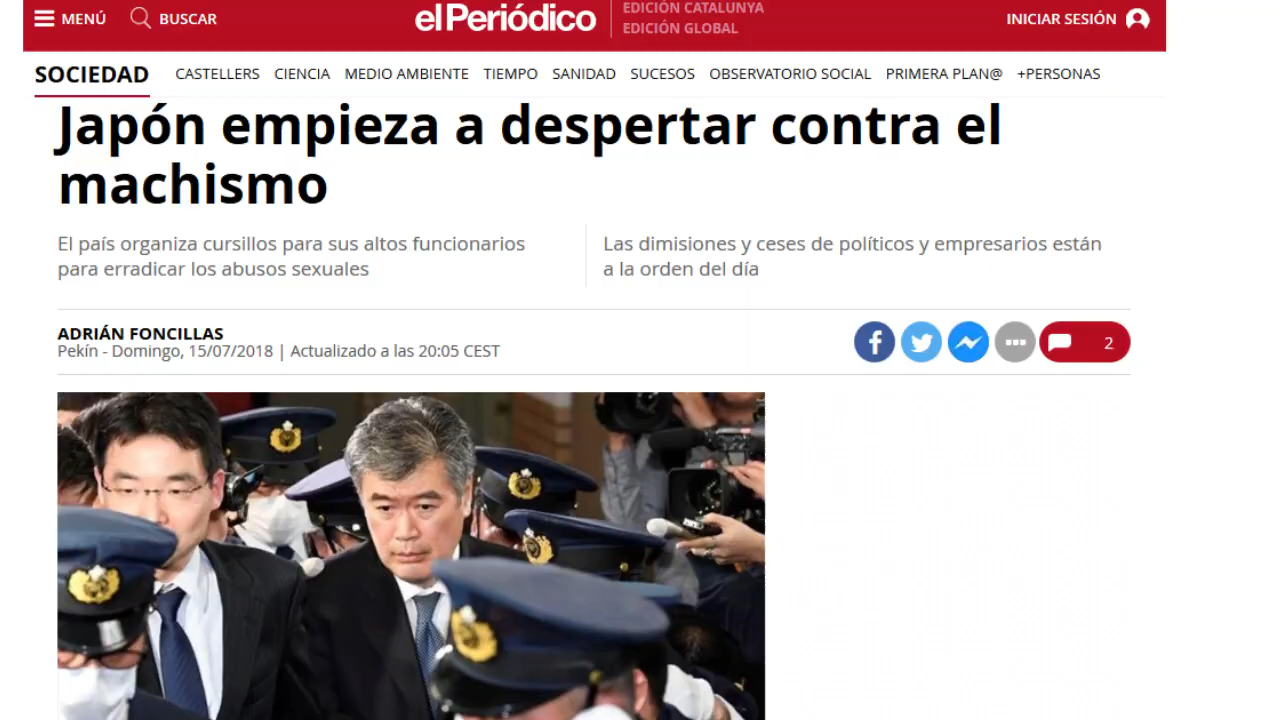 MENÚ
BUSCAR
el Periódico
EDICIÓN CATALUNYA
EDICIÓN GLOBAL
INICIAR SESIÓN
SOCIEDAD CASTELLERS CIENCIA MEDIO AMBIENTE TIEMPO SANIDAD SUCESOS OBSERVATORIO SOCIAL PRIMERA PLAN@ +PERSONAS
Japón empieza a despertar contra el
machismo
El país organiza cursillos para sus altos funcionarios
para erradicar los abusos sexuales
Las dimisiones y ceses de políticos y empresarios están
a la orden del día
ADRIÁN FONCILLAS
Pekín - Domingo, 15/07/2018 | Actualizado a las 20:05 CEST
2